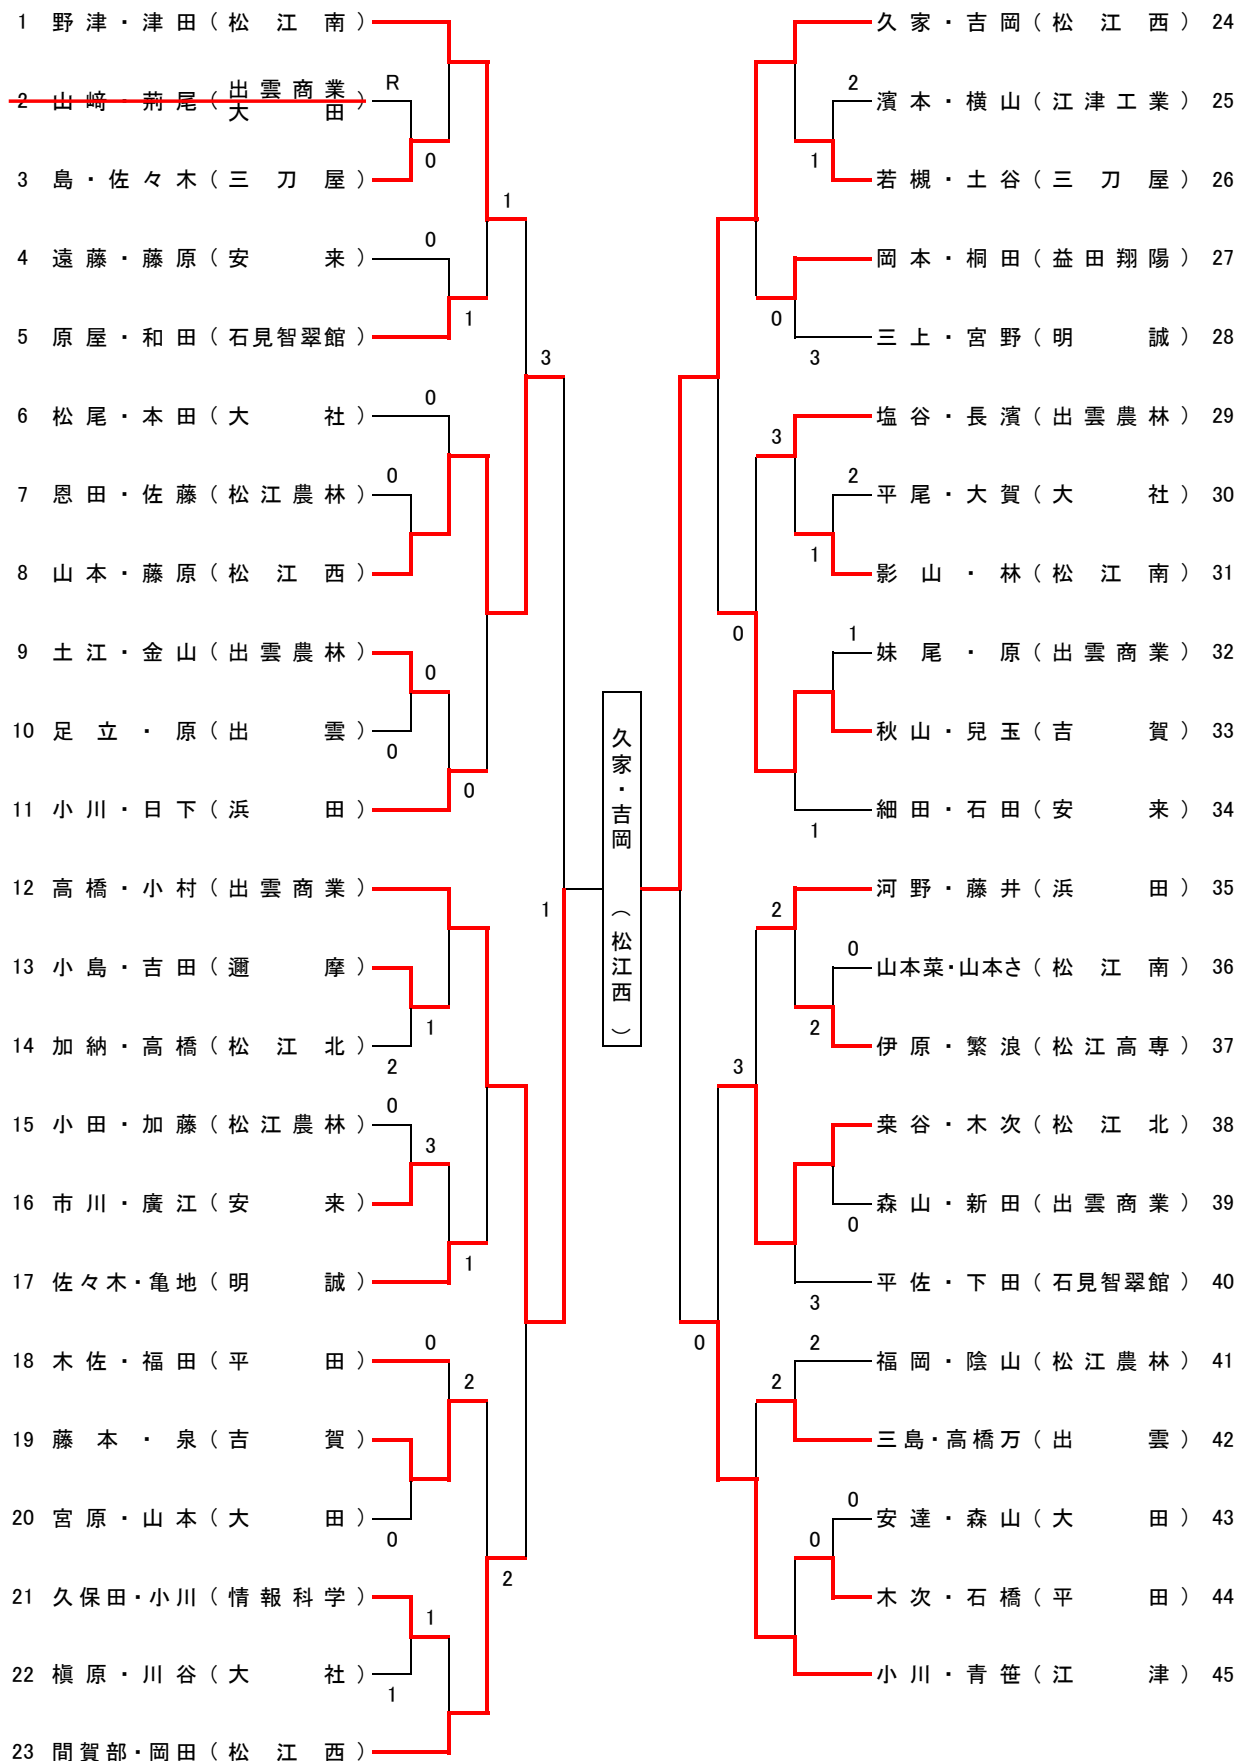 1 野津・津田（松江南）
2 山﨑・荊尾（出雲商業 大田）
R
0
3 島・佐々木（三刀屋）
1
0
4 遠藤・藤原（安来）
1
5 原屋・和田（石見智翠館）
3
0
6 松尾・本田（大社）
0
7 恩田・佐藤（松江農林）
8 山本・藤原（松江西）
9 土江・金山（出雲農林）
0
10 足立・原（出雲）
0
0
11 小川・日下（浜田）
12 高橋・小村（出雲商業）
1
13 小島・吉田（邇摩）
1
14 加納・高橋（松江北）
2
0
15 小田・加藤（松江農林）
3
16 市川・廣江（安来）
1
17 佐々木・亀地（明誠）
0
18 木佐・福田（平田）
2
19 藤本・泉（吉賀）
20 宮原・山本（大田）
0
2
21 久保田・小川（情報科学）
1
22 槇原・川谷（大社）
1
23 間賀部・岡田（松江西）
久家・吉岡（松江西）
久家・吉岡（松江西）24
2
濱本・横山（江津工業）25
1
若槻・土谷（三刀屋）26
岡本・桐田（益田翔陽）27
0
三上・宮野（明誠）28
3
塩谷・長濱（出雲農林）29
3
2
平尾・大賀（大社）30
1
影山・林（松江南）31
0
1
妹尾・原（出雲商業）32
秋山・兒玉（吉賀）33
細田・石田（安来）34
1
河野・藤井（浜田）35
2
0
山本菜・山本さ（松江南）36
2
伊原・繁浪（松江高専）37
3
桒谷・木次（松江北）38
森山・新田（出雲商業）39
0
平佐・下田（石見智翠館）40
3
0
2
福岡・陰山（松江農林）41
2
三島・高橋万（出雲）42
0
安達・森山（大田）43
0
木次・石橋（平田）44
小川・青笹（江津）45